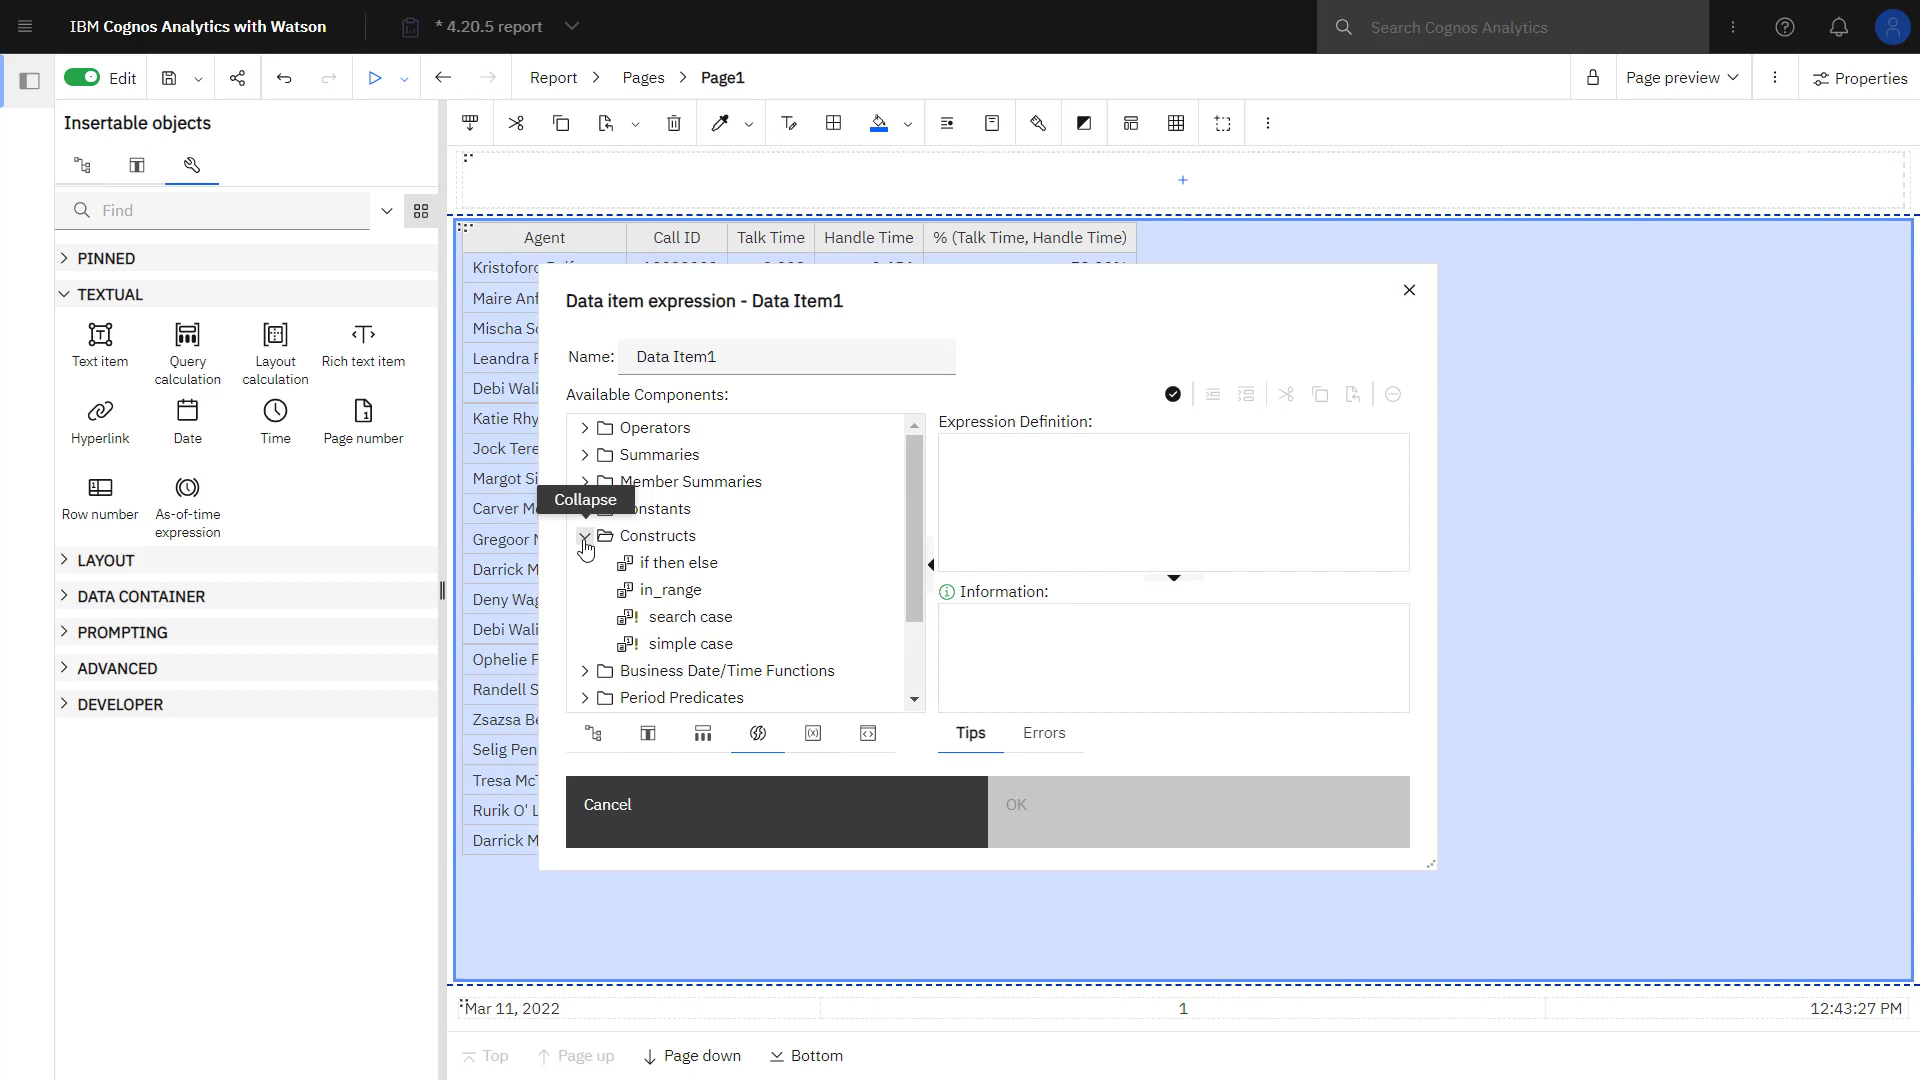 IBM Cognos Analytics with Watson
* 4.20.5 report
Search Cognos Analytics
Edit
Report
Pages
Page1
Page preview
Properties
Insertable objects
Find
PINNED
TEXTUAL
Text item
Query calculation
Layout calculation
Rich text item
Hyperlink
Date
Time
Page number
Row number
As-of-time expression
LAYOUT
DATA CONTAINER
PROMPTING
ADVANCED
DEVELOPER
Agent
Call ID
Talk Time
Handle Time
% (Talk Time, Handle Time)
Maire Anf
Mischa Sc
Leandra F
Debi Wali
Katie Rhy
Jock Tere
Margot Si
Carver Mc
Gregoor M
Darrick M
Deny Wag
Debi Wali
Ophelie F
Randell S
Zsazsa Be
Selig Pen
Tresa McT
Rurik O' L
Darrick M
Data item expression - Data Item1
Name:
Data Item1
Available Components:
Operators
Summaries
Member Summaries
Collapse
Constructs
if then else
in_range
search case
simple case
Business Date/Time Functions
Period Predicates
Expression Definition:
Information:
Tips
Errors
Cancel
OK
Mar 11, 2022
1
12:43:27 PM
Top
Page up
Page down
Bottom